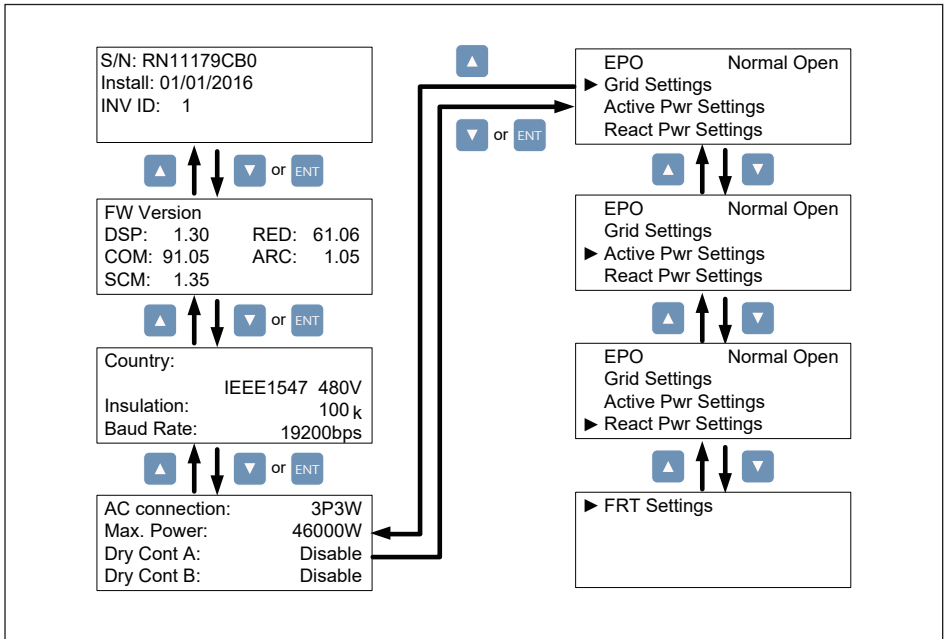 S/N: RN11179CB0
Install: 01/01/2016
INV ID: 1
or ENT
FW Version
DSP: 1.30 RED: 61.06
COM: 91.05 ARC: 1.05
SCM: 1.35
or ENT
Country:
IEEE1547 480V
Insulation: 100 k
Baud Rate: 19200bps
or ENT
AC connection: 3P3W
Max. Power: 46000W
Dry Cont A: Disable
Dry Cont B: Disable
or ENT
EPO Normal Open
► Grid Settings
Active Pwr Settings
React Pwr Settings
EPO Normal Open
Grid Settings
► Active Pwr Settings
React Pwr Settings
EPO Normal Open
Grid Settings
Active Pwr Settings
► React Pwr Settings
► FRT Settings